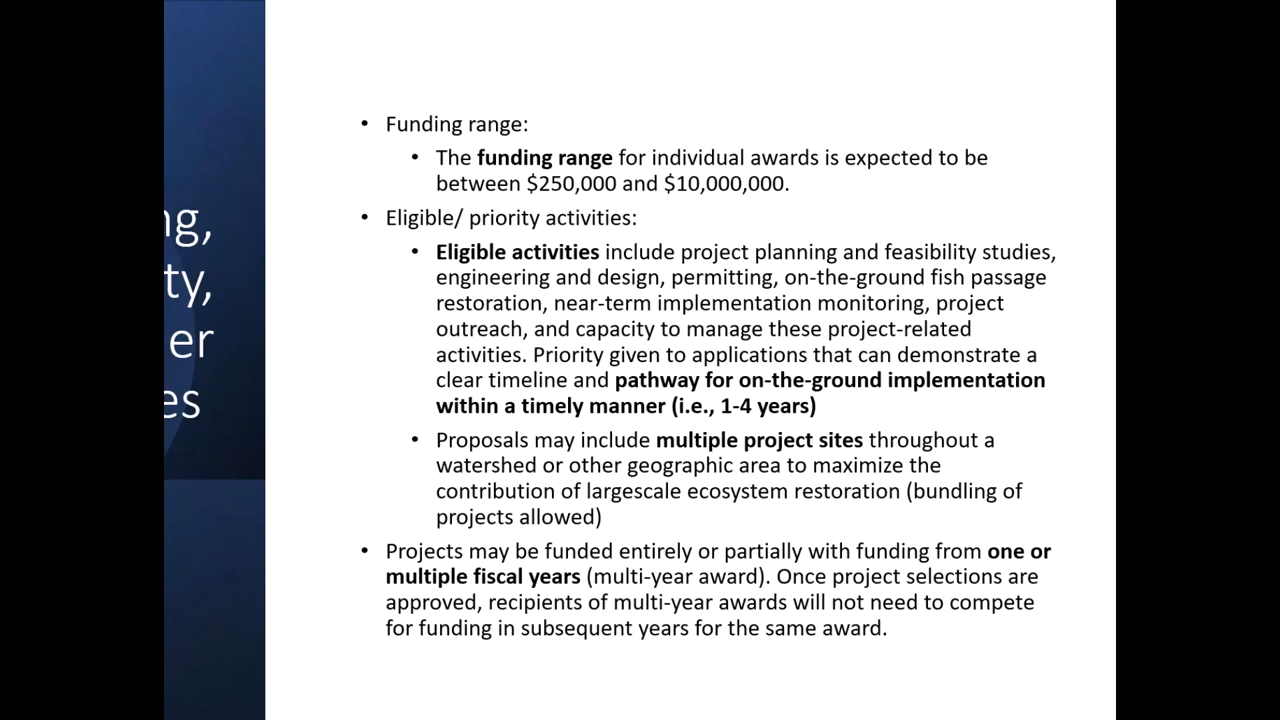 ng,
ty,
er
es
• Funding range:
• The funding range for individual awards is expected to be
between $250,000 and $10,000,000.
• Eligible/ priority activities:
• Eligible activities include project planning and feasibility studies,
engineering and design, permitting, on-the-ground fish passage
restoration, near-term implementation monitoring, project
outreach, and capacity to manage these project-related
activities. Priority given to applications that can demonstrate a
clear timeline and pathway for on-the-ground implementation
within a timely manner (i.e., 1-4 years)
• Proposals may include multiple project sites throughout a
watershed or other geographic area to maximize the
contribution of largescale ecosystem restoration (bundling of
projects allowed)
• Projects may be funded entirely or partially with funding from one or
multiple fiscal years (multi-year award). Once project selections are
approved, recipients of multi-year awards will not need to compete
for funding in subsequent years for the same award.